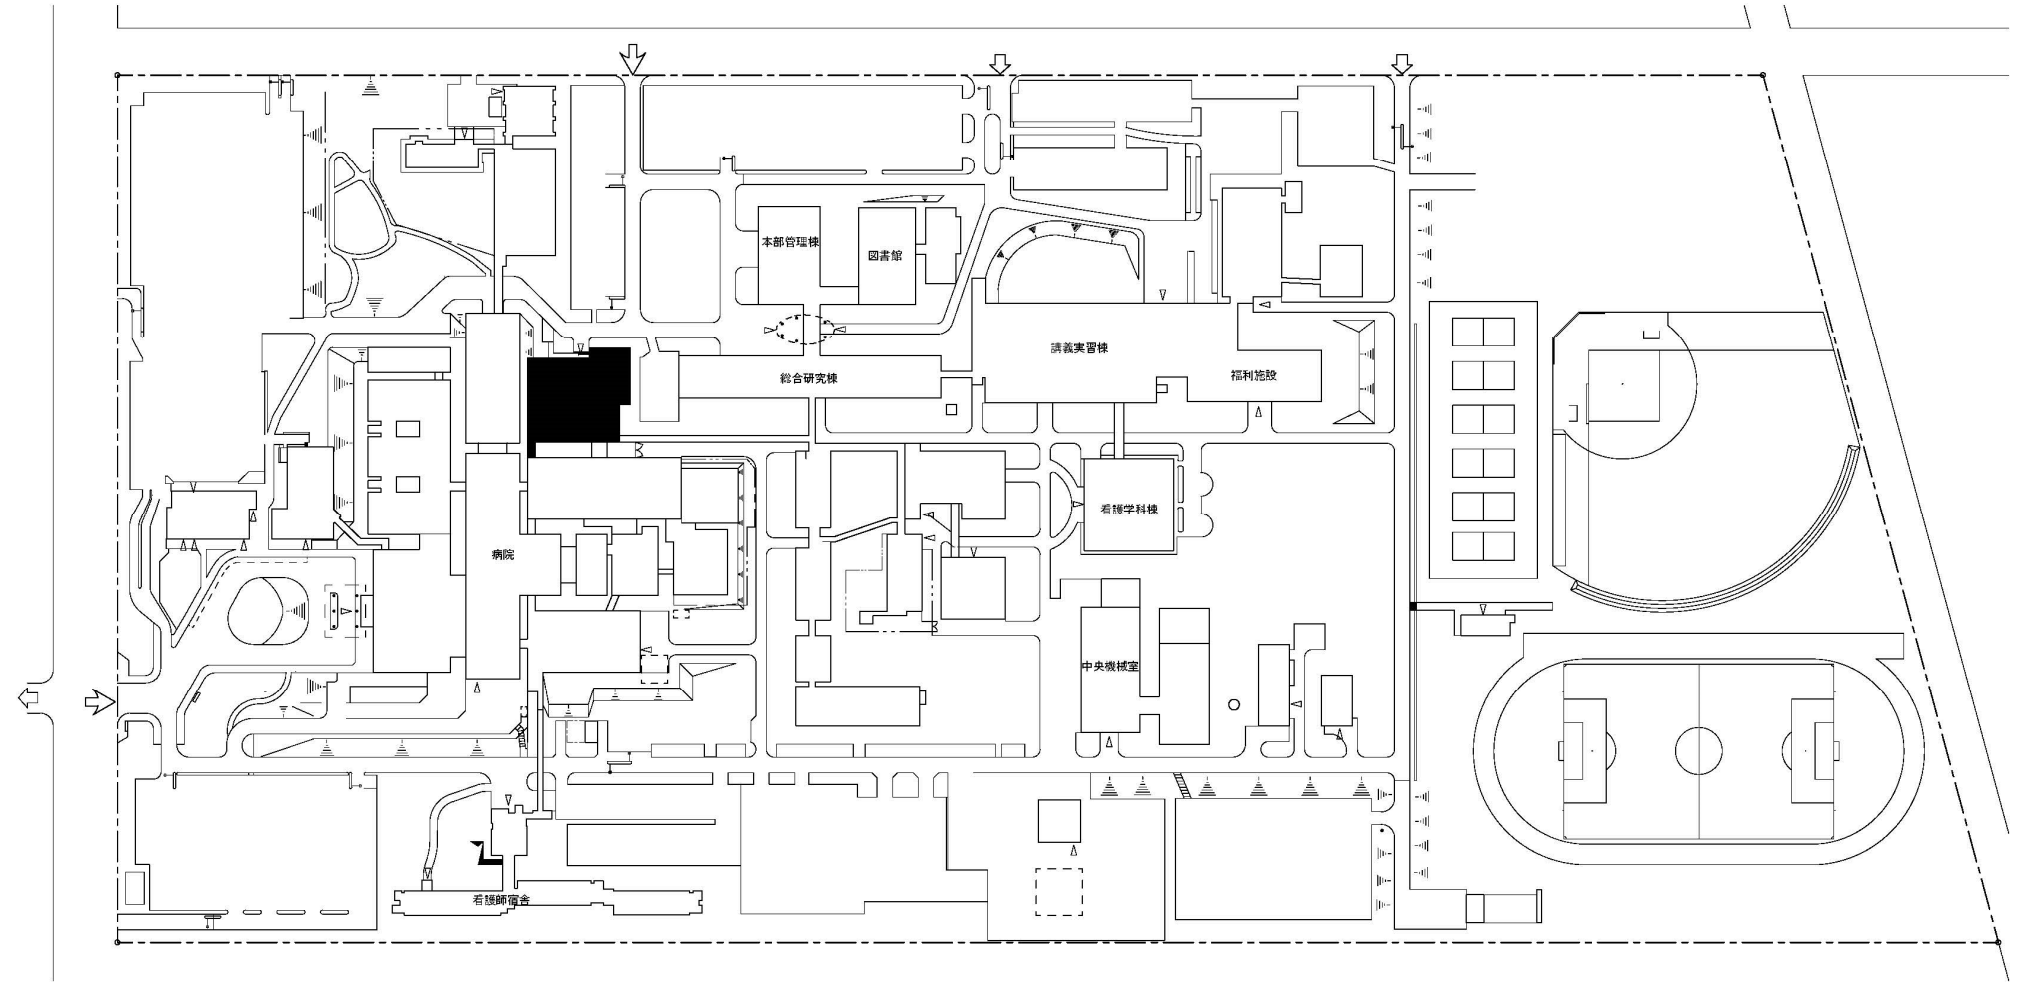 本部管理棟
図書館
講義実習棟
総合研究棟
福利施設
看護学科棟
病院
中央機械室
看護師宿舎